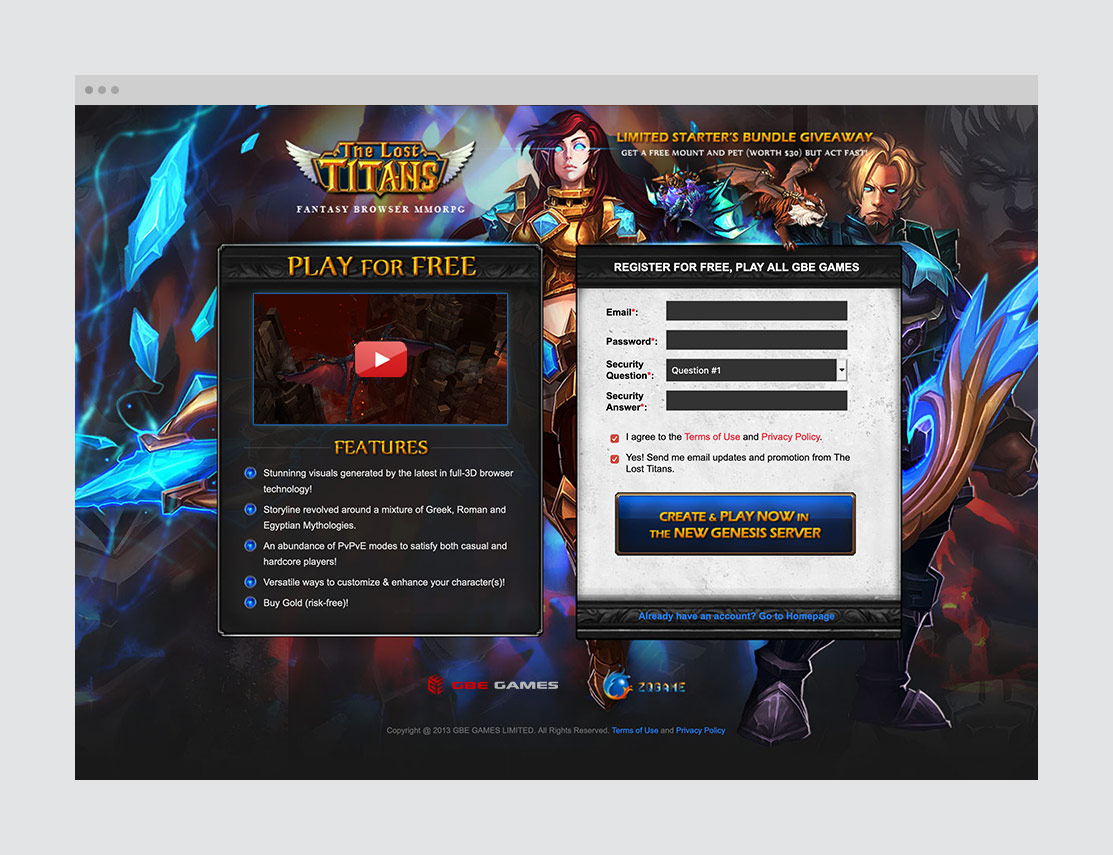 The Lost
TITANS
FANTASY BROWSER MMORPG
LIMITED STARTER'S BUNDLE GIVEAWAY
GET A FREE MOUNT AND PET (WORTH $30) BUT ACT FAST!
PLAY FOR FREE
FEATURES
Stunninng visuals generated by the latest in full-3D browser
technology!
Storyline revolved around a mixture of Greek, Roman and
Egyptian Mythologies.
An abundance of PvPvE modes to satisfy both casual and
hardcore players!
Versatile ways to customize & enhance your character(s)!
Buy Gold (risk-free)!
REGISTER FOR FREE, PLAY ALL GBE GAMES
Email*:
Password*:
Security
Question*:
Question #1
Security
Answer*:
I agree to the Terms of Use and Privacy Policy.
Yes! Send me email updates and promotion from The
Lost Titans.
CREATE & PLAY NOW IN
THE NEW GENESIS SERVER
Already have an account? Go to Homepage
GBE GAMES
ZQGAME
Copyright @ 2013 GBE GAMES LIMITED. All Rights Reserved. Terms of Use and Privacy Policy